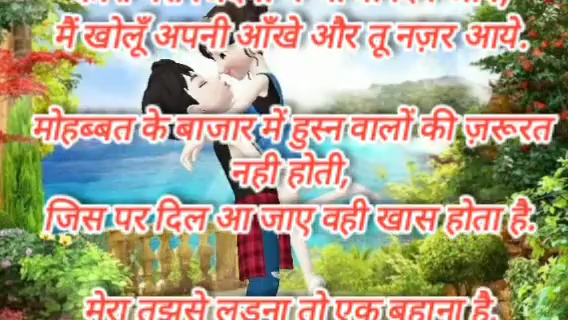 मैं खोलूँ अपनी आँखे और तू नज़र आये.
मोहब्बत के बाजार में हुस्न वालों की ज़रूरत
नही होती,
जिस पर दिल आ जाए वही खास होता है.
मेरा तुझसे लड़ना तो एक बहाना है,